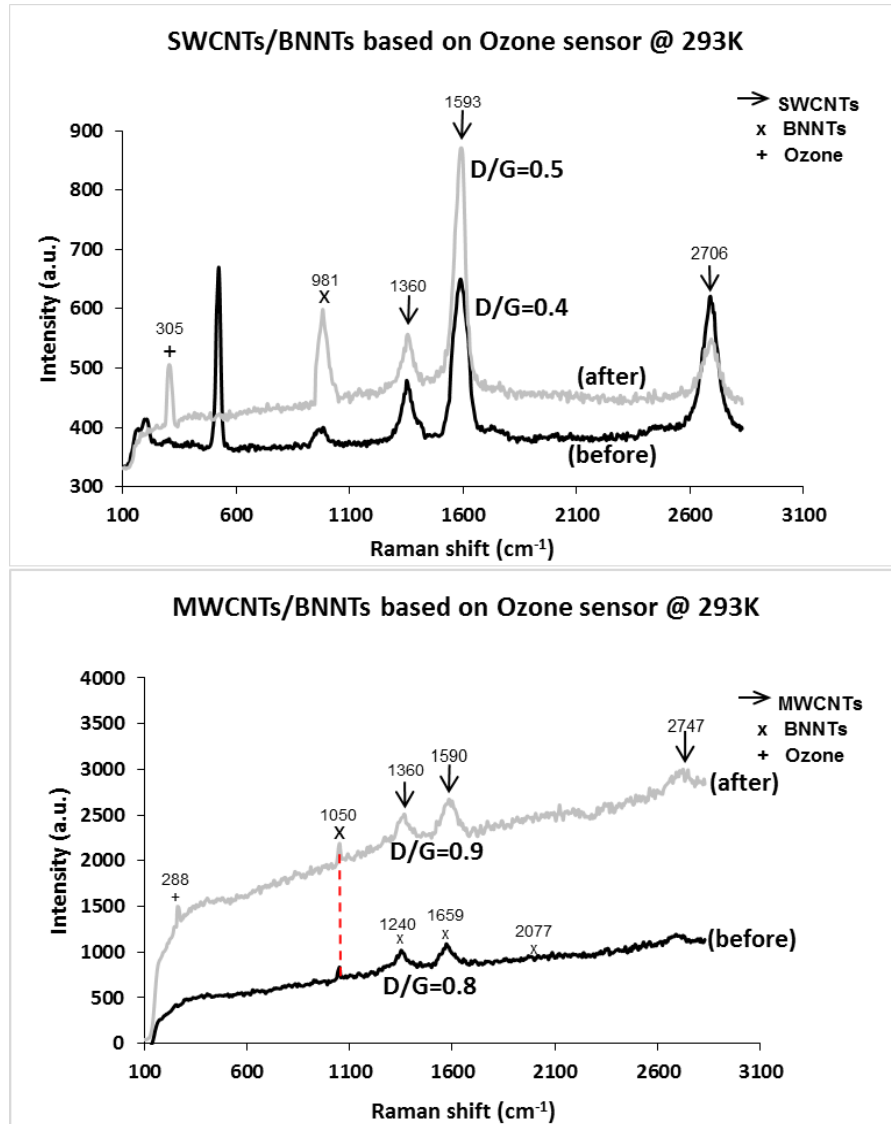 SWCNTs/BNNTs based on Ozone sensor @ 293K
1593
→ SWCNTs
x BNNTs
+ Ozone
900
D/G=0.5
800
Intensity (a.u.)
700
2706
981
1360
x
600
D/G=0.4
305
+
500
(after)
400
(before)
300
100 600 1100 1600 2100 2600 3100
Raman shift (cm⁻¹)
MWCNTs/BNNTs based on Ozone sensor @ 293K
4000
→ MWCNTs
3500
x BNNTs
2747
+ Ozone
1360
1590
3000
(after)
Intensity (a.u.)
2500
1050
x
2000
D/G=0.9
288
+
1500
1240
x
1659
x
2077
x
1000
(before)
D/G=0.8
500
0
100 600 1100 1600 2100 2600 3100
Raman shift (cm⁻¹)